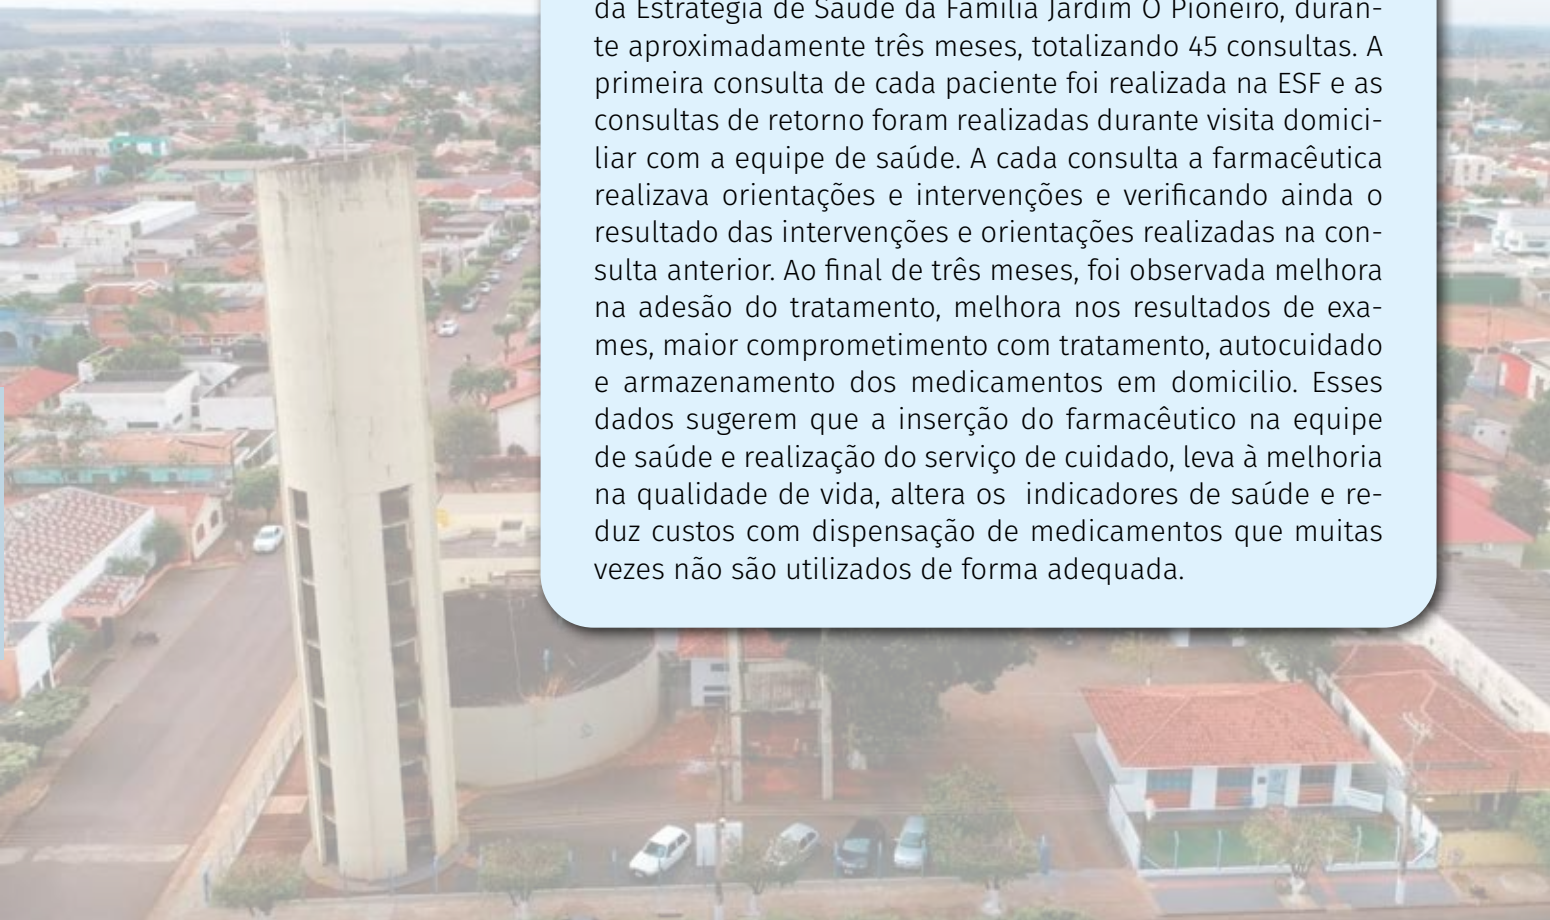 da Estratégia de Saúde da Família Jardim O Pioneiro, duran-
te aproximadamente três meses, totalizando 45 consultas. A
primeira consulta de cada paciente foi realizada na ESF e as
consultas de retorno foram realizadas durante visita domici-
liar com a equipe de saúde. A cada consulta a farmacêutica
realizava orientações e intervenções e verificando ainda o
resultado das intervenções e orientações realizadas na con-
sulta anterior. Ao final de três meses, foi observada melhora
na adesão do tratamento, melhora nos resultados de exa-
mes, maior comprometimento com tratamento, autocuidado
e armazenamento dos medicamentos em domicilio. Esses
dados sugerem que a inserção do farmacêutico na equipe
de saúde e realização do serviço de cuidado, leva à melhoria
na qualidade de vida, altera os  indicadores de saúde e re-
duz custos com dispensação de medicamentos que muitas
vezes não são utilizados de forma adequada.